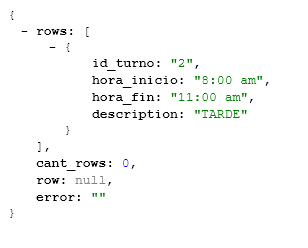 {
- rows: [
- {
id_turno: "2",
hora_inicio: "8:00 am",
hora_fin: "11:00 am",
description: "TARDE"
}
],
cant_rows: 0,
row: null,
error: ""
}